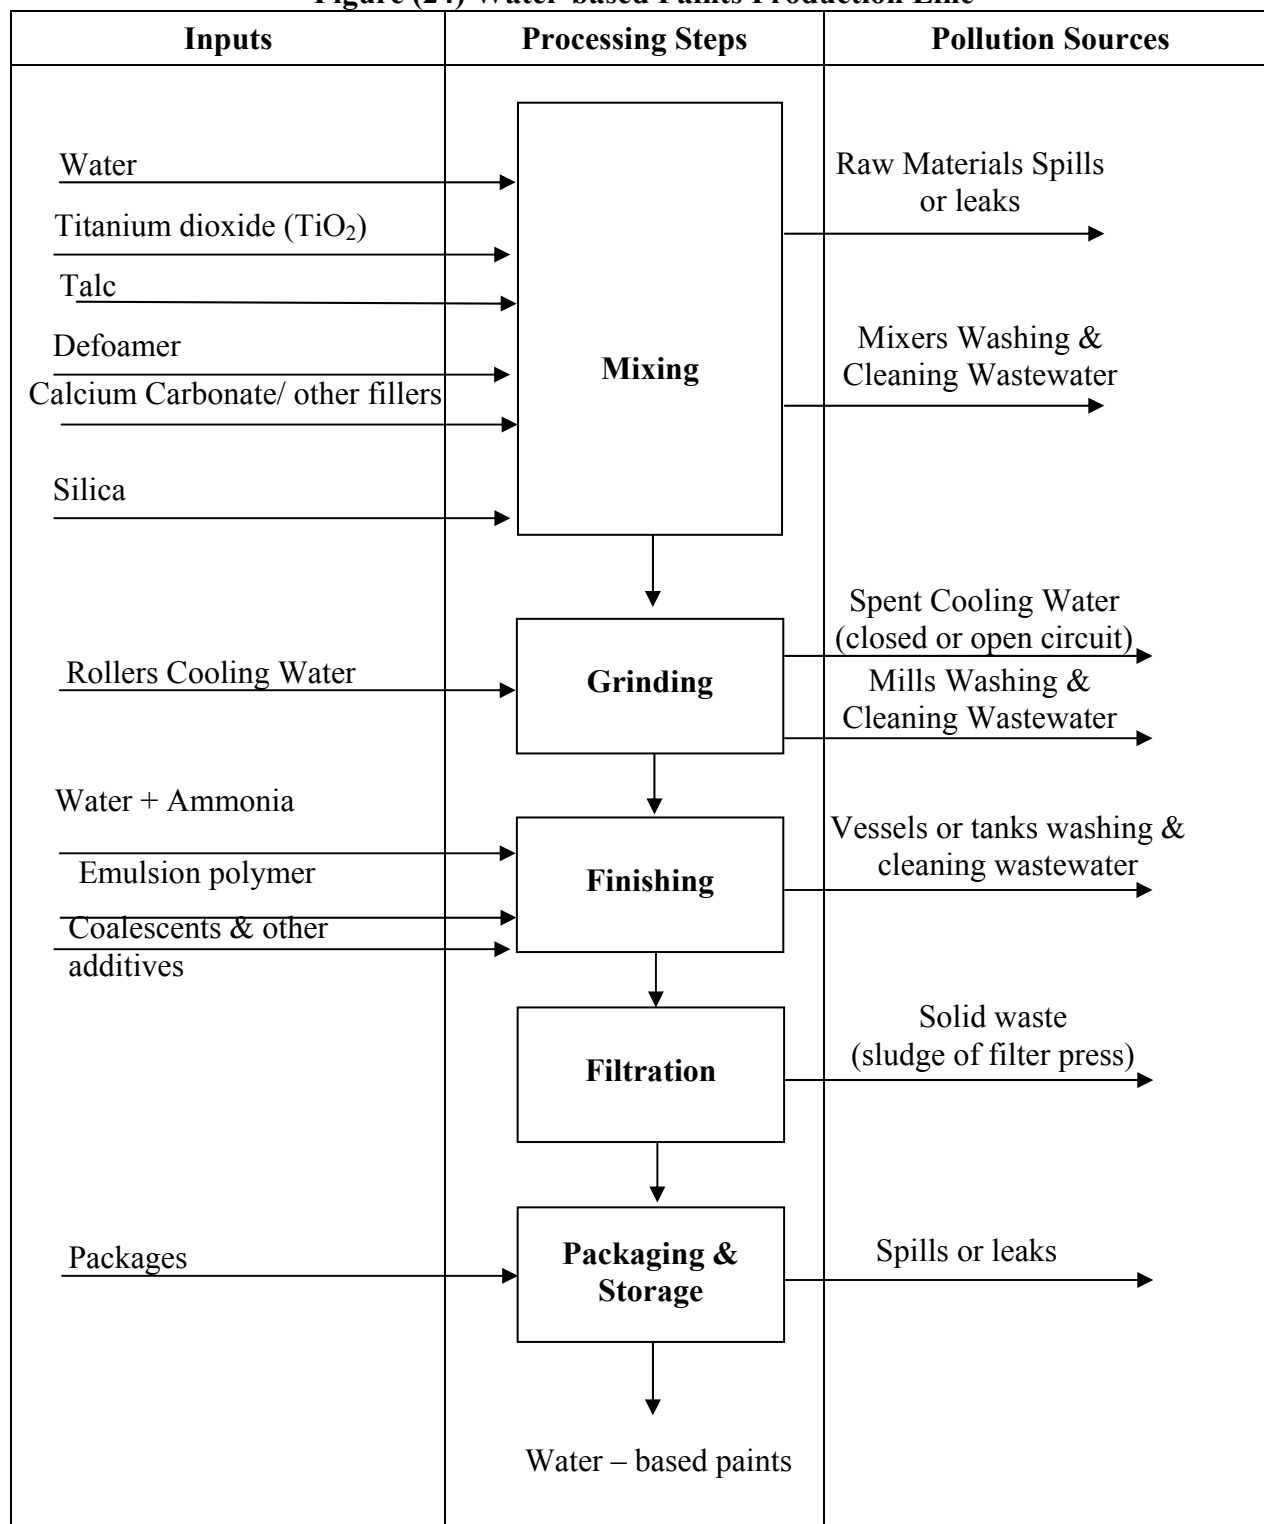 Figure (24) Water-based Paints Production Line
Inputs
Processing Steps
Pollution Sources
Water
Titanium dioxide (TiO₂)
Talc
Defoamer
Calcium Carbonate/ other fillers
Silica
Mixing
Raw Materials Spills
or leaks
Mixers Washing &
Cleaning Wastewater
Rollers Cooling Water
Grinding
Spent Cooling Water
(closed or open circuit)
Mills Washing &
Cleaning Wastewater
Water + Ammonia
Emulsion polymer
Coalescents & other
additives
Finishing
Vessels or tanks washing &
cleaning wastewater
Filtration
Solid waste
(sludge of filter press)
Packages
Packaging &
Storage
Spills or leaks
Water – based paints